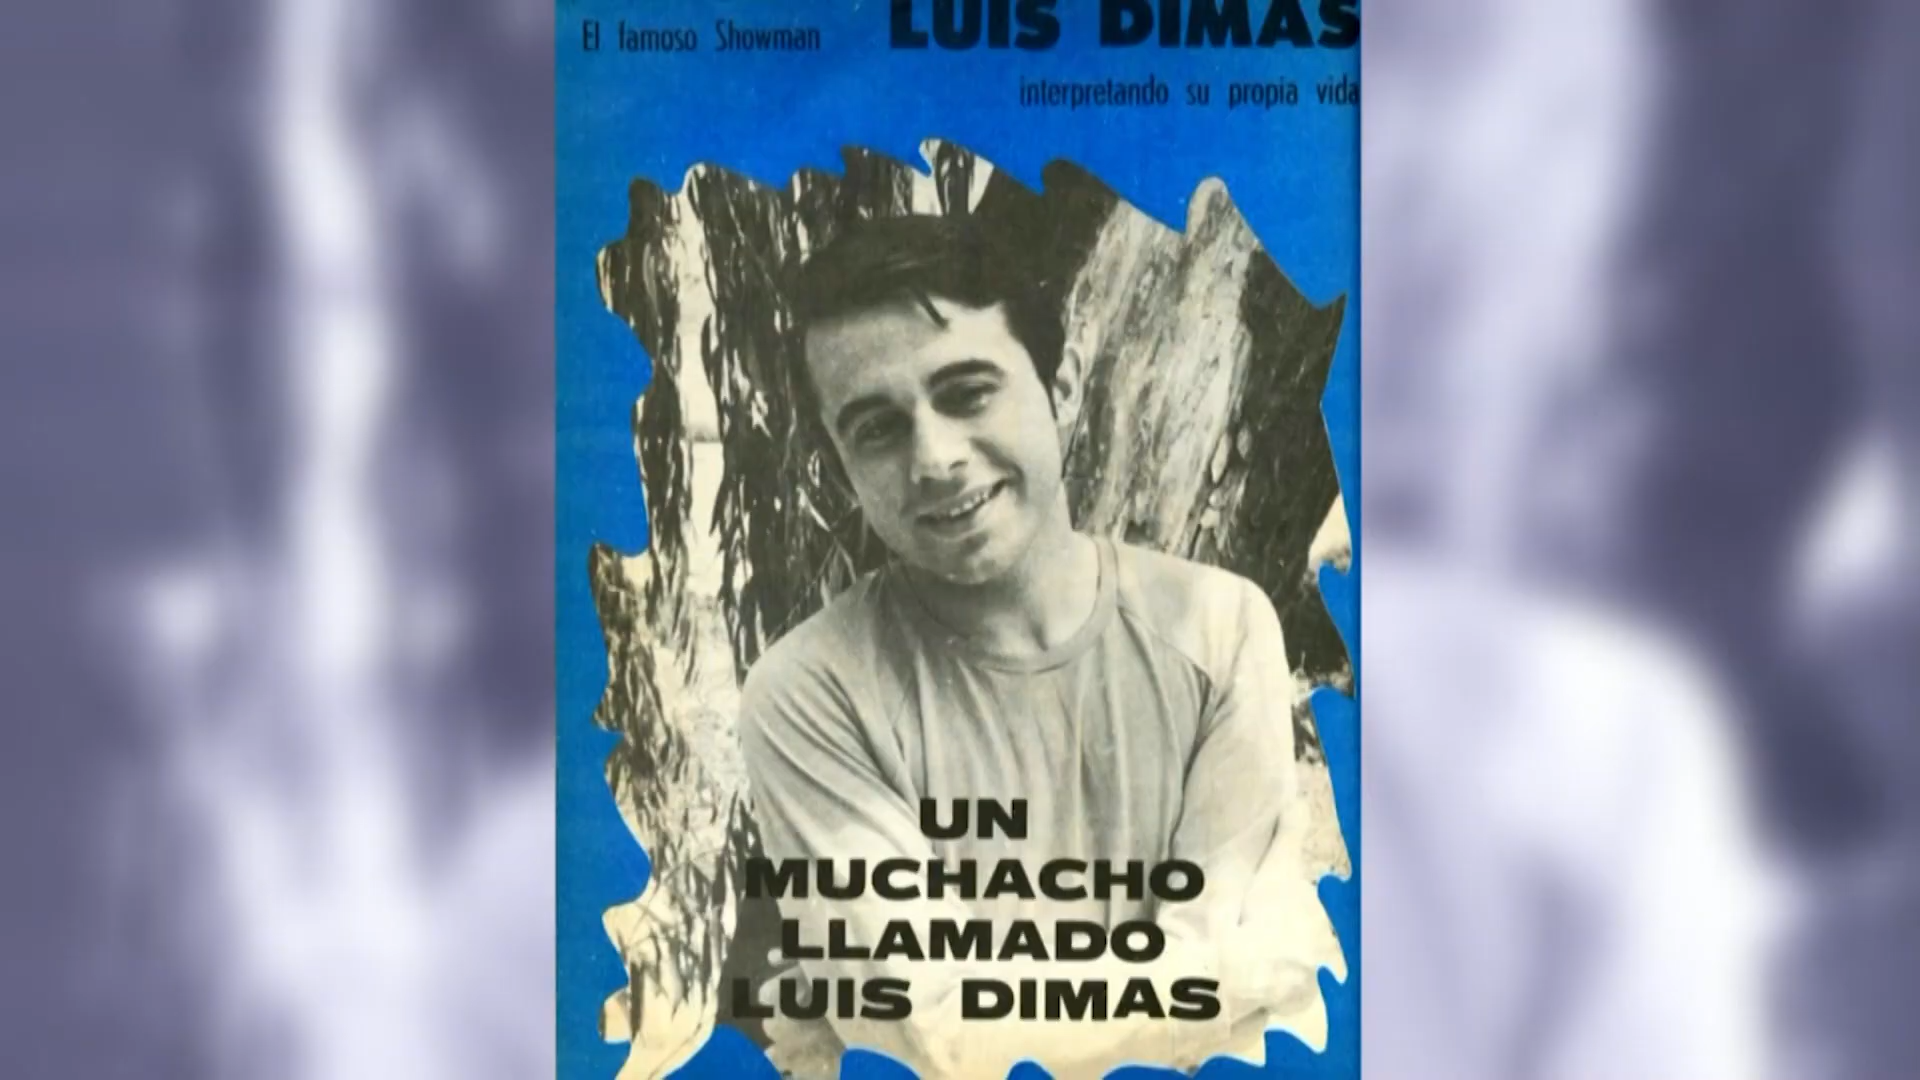 El famoso Showman LUIS DIMAS
interpretando su propia vida
UN
MUCHACHO
LLAMADO
LUIS DIMAS